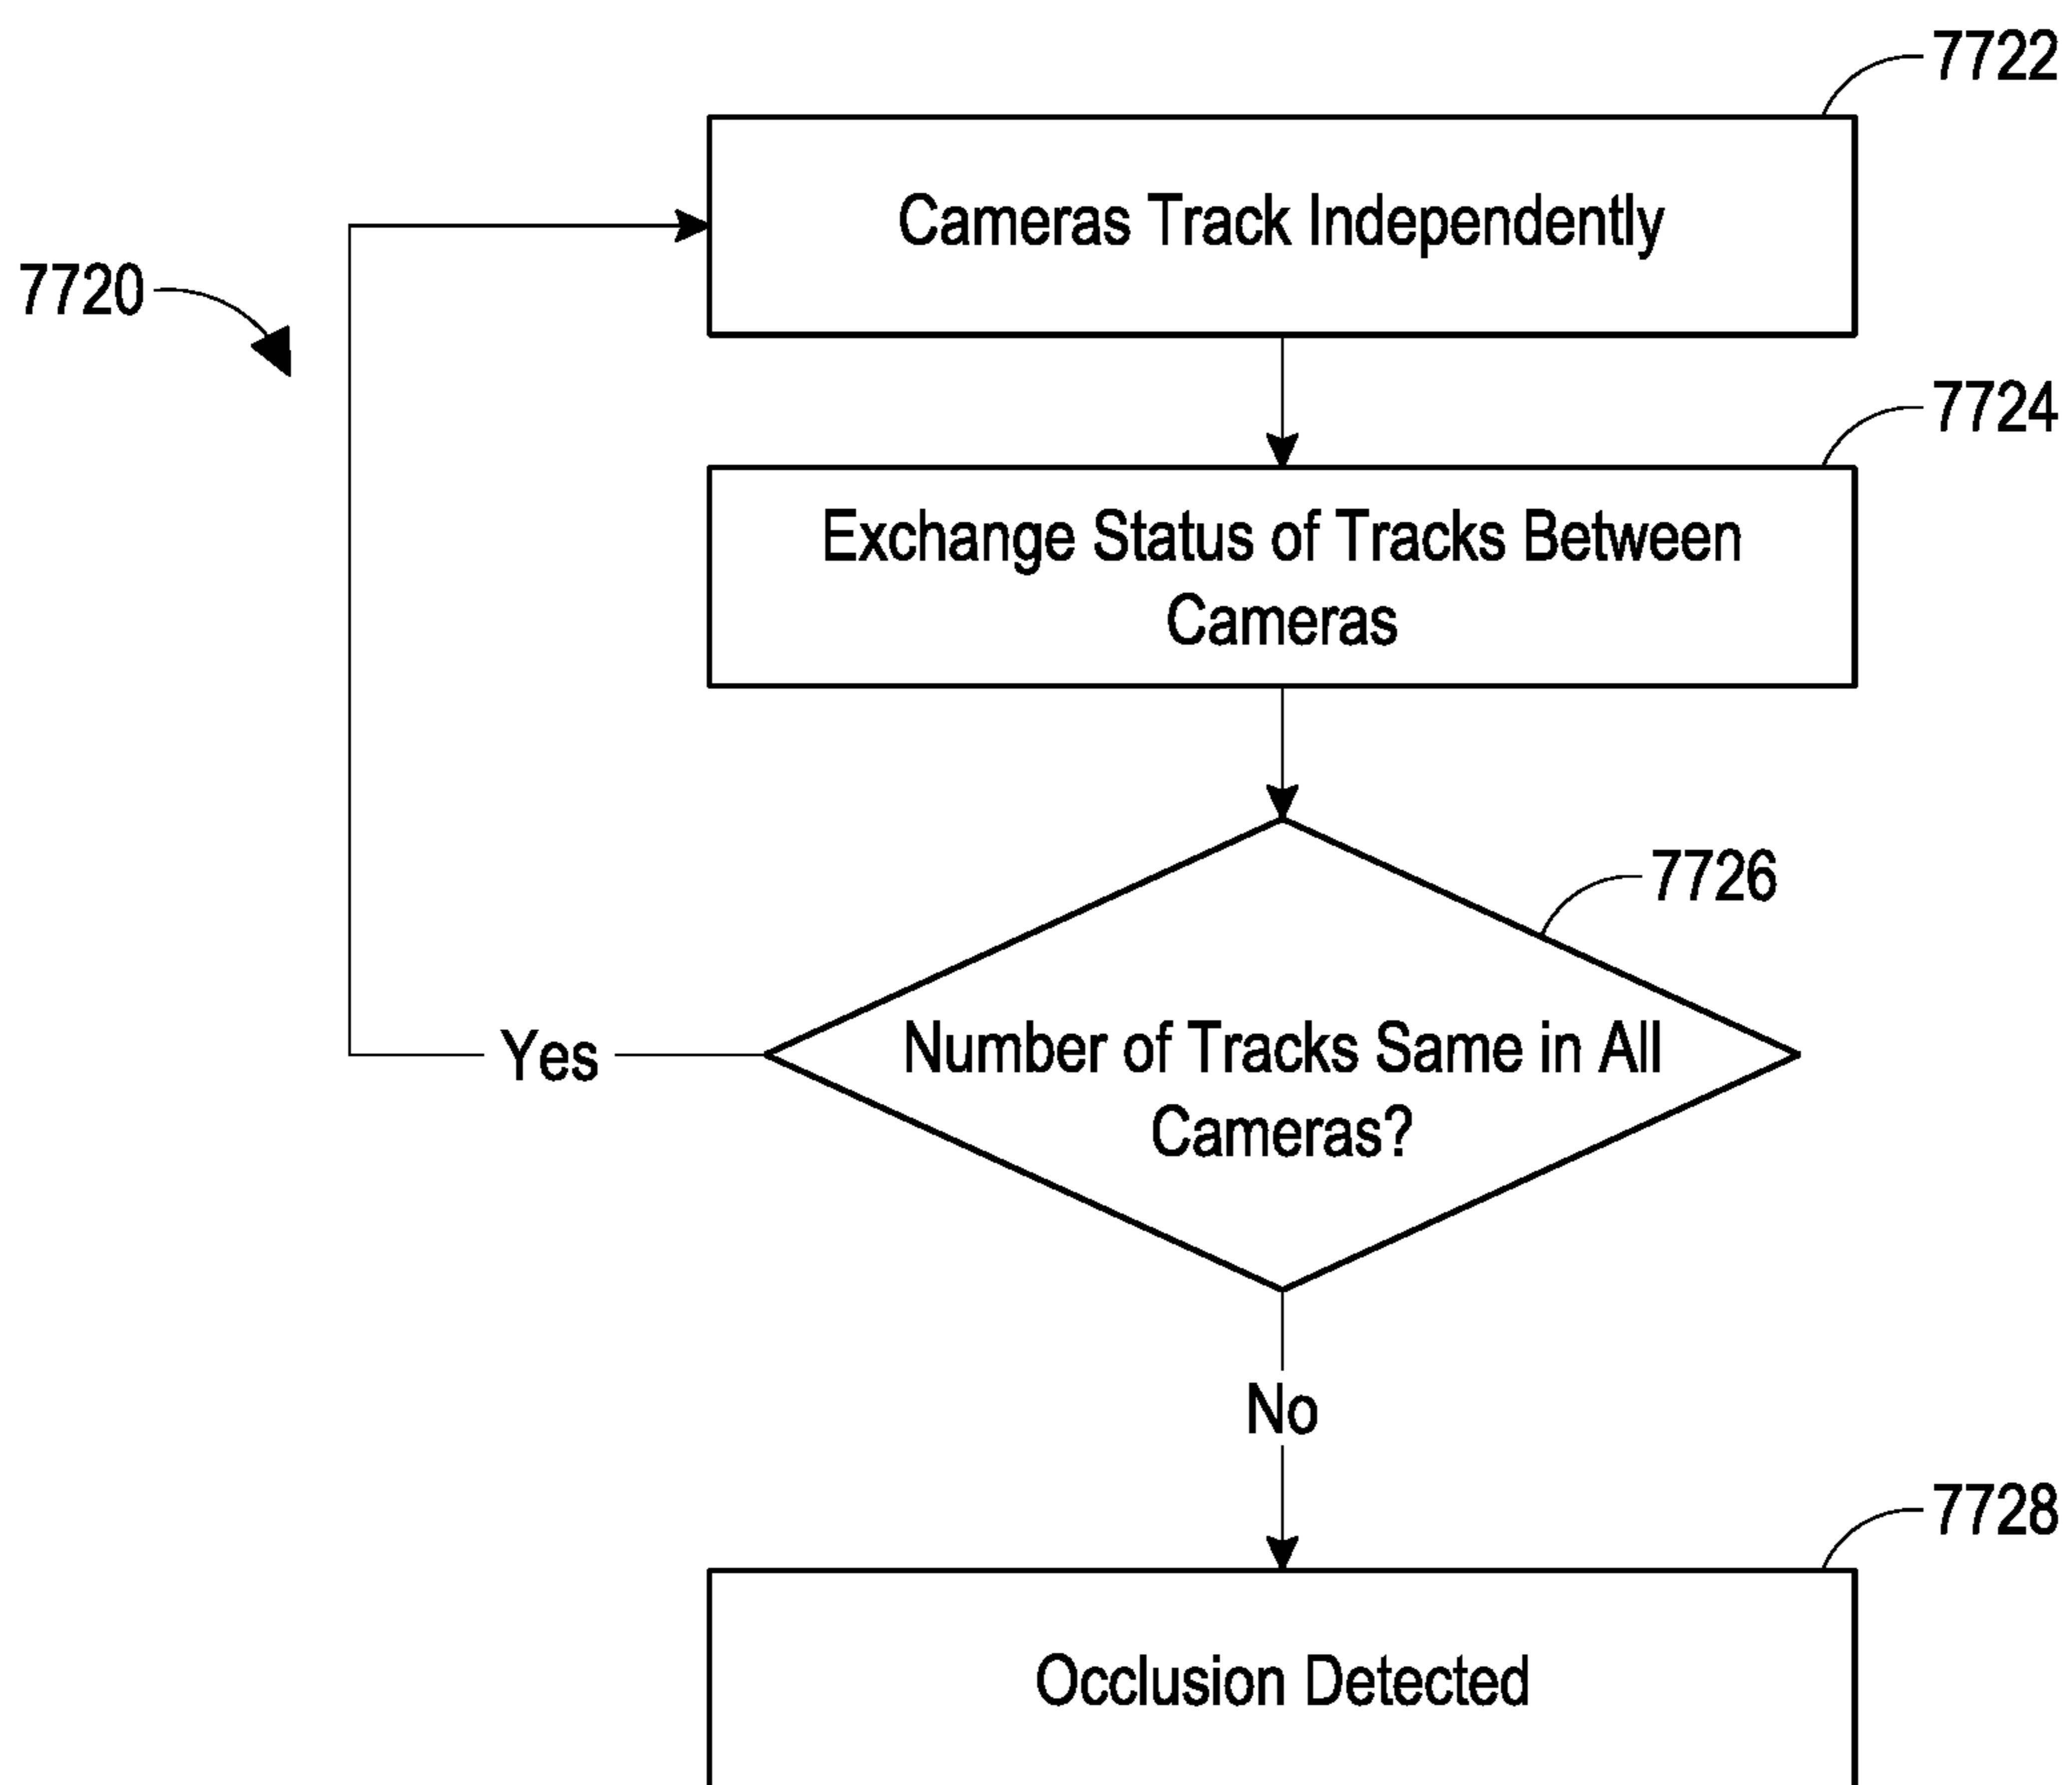 7722
Cameras Track Independently
7720
7724
Exchange Status of Tracks Between
Cameras
7726
Number of Tracks Same in All
Cameras?
Yes
No
7728
Occlusion Detected